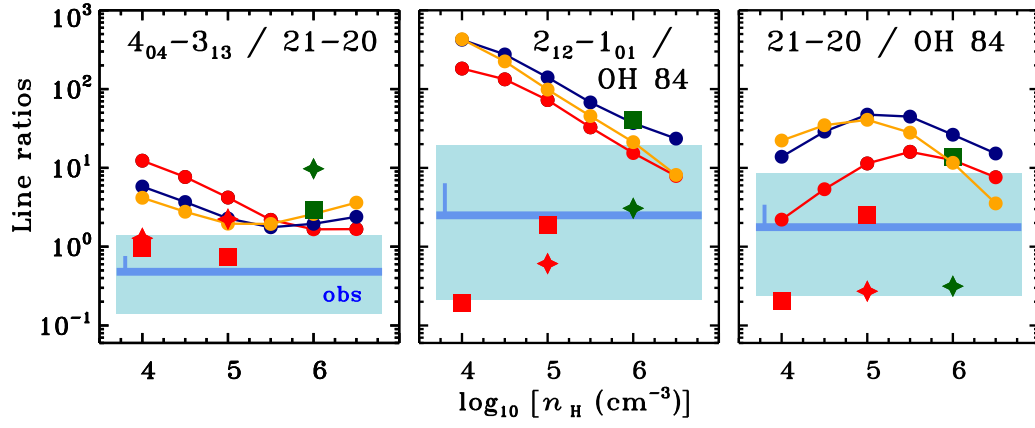 Line ratios
10³
10²
10¹
10⁰
10⁻¹
4₀₄−3₁₃ / 21−20
obs
4 5 6
2₁₂−1₀₁ /
OH 84
4 5 6
21−20 / OH 84
4 5 6
log₁₀ [n_H (cm⁻³)]